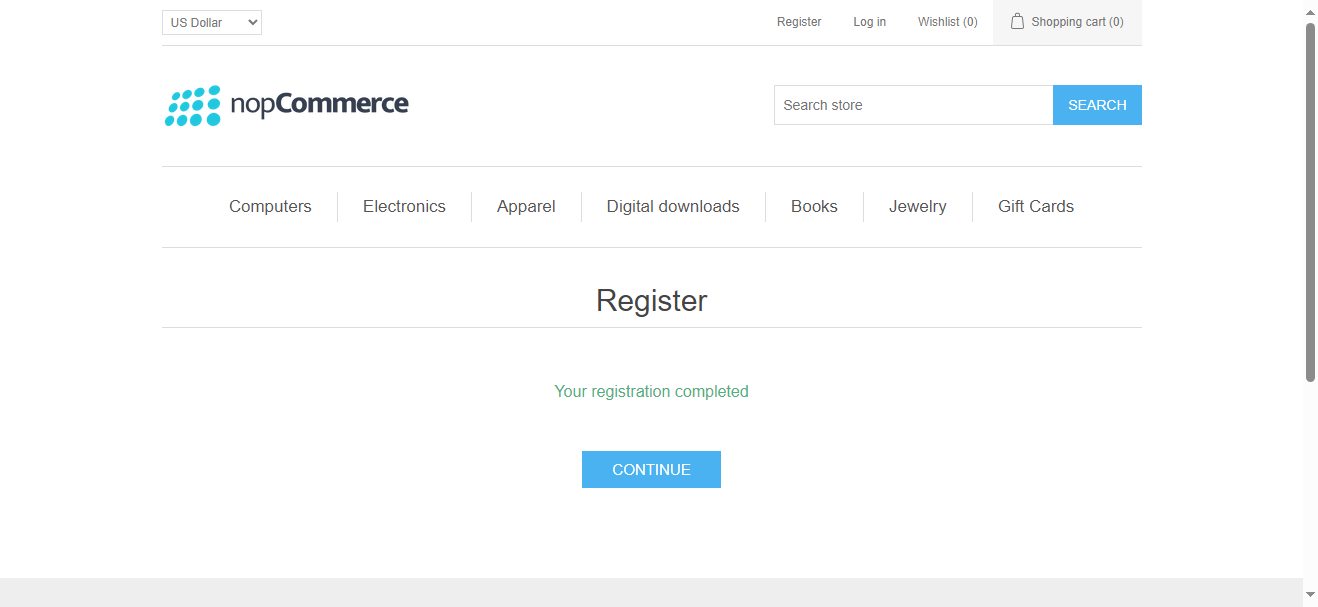 US Dollar
Register Log in Wishlist (0) Shopping cart (0)
nopCommerce
Search store
SEARCH
Computers Electronics Apparel Digital downloads Books Jewelry Gift Cards
Register
Your registration completed
CONTINUE